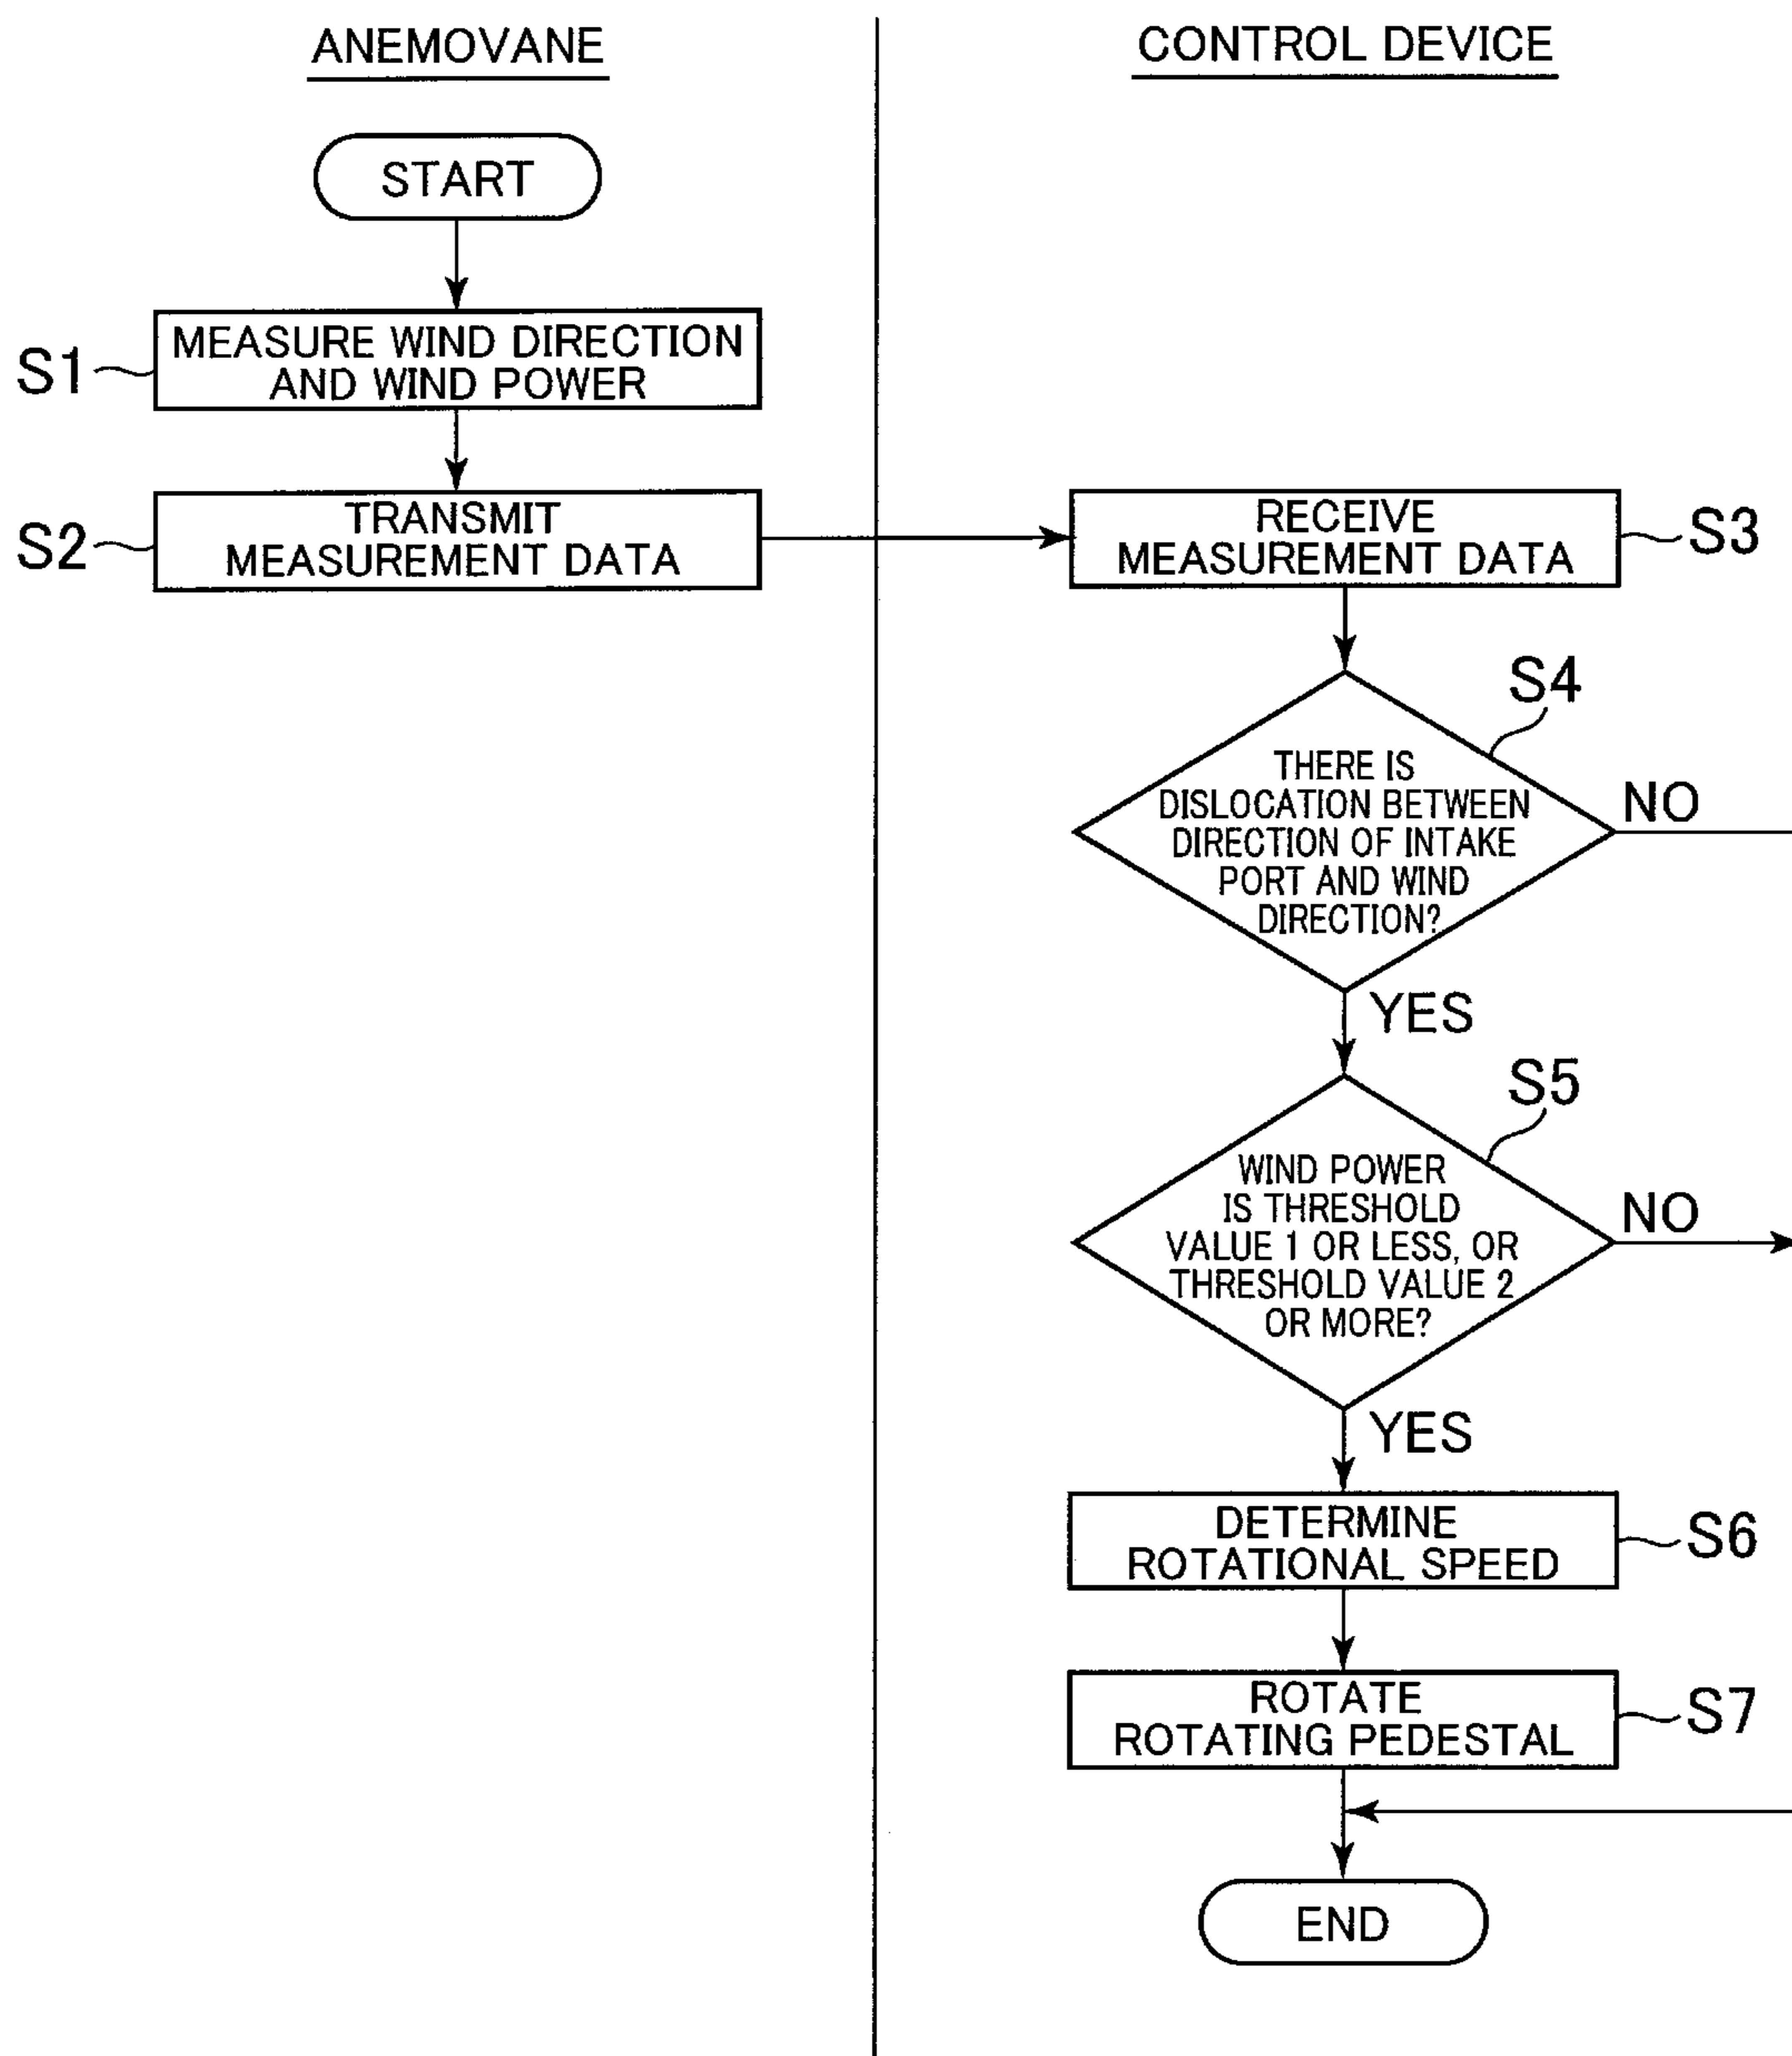 ANEMOVANE
START
S1
MEASURE WIND DIRECTION
AND WIND POWER
S2
TRANSMIT
MEASUREMENT DATA
CONTROL DEVICE
RECEIVE
MEASUREMENT DATA
S3
S4
THERE IS
DISLOCATION BETWEEN
DIRECTION OF INTAKE
PORT AND WIND
DIRECTION?
NO
YES
S5
WIND POWER
IS THRESHOLD
VALUE 1 OR LESS, OR
THRESHOLD VALUE 2
OR MORE?
NO
YES
DETERMINE
ROTATIONAL SPEED
S6
ROTATE
ROTATING PEDESTAL
S7
END